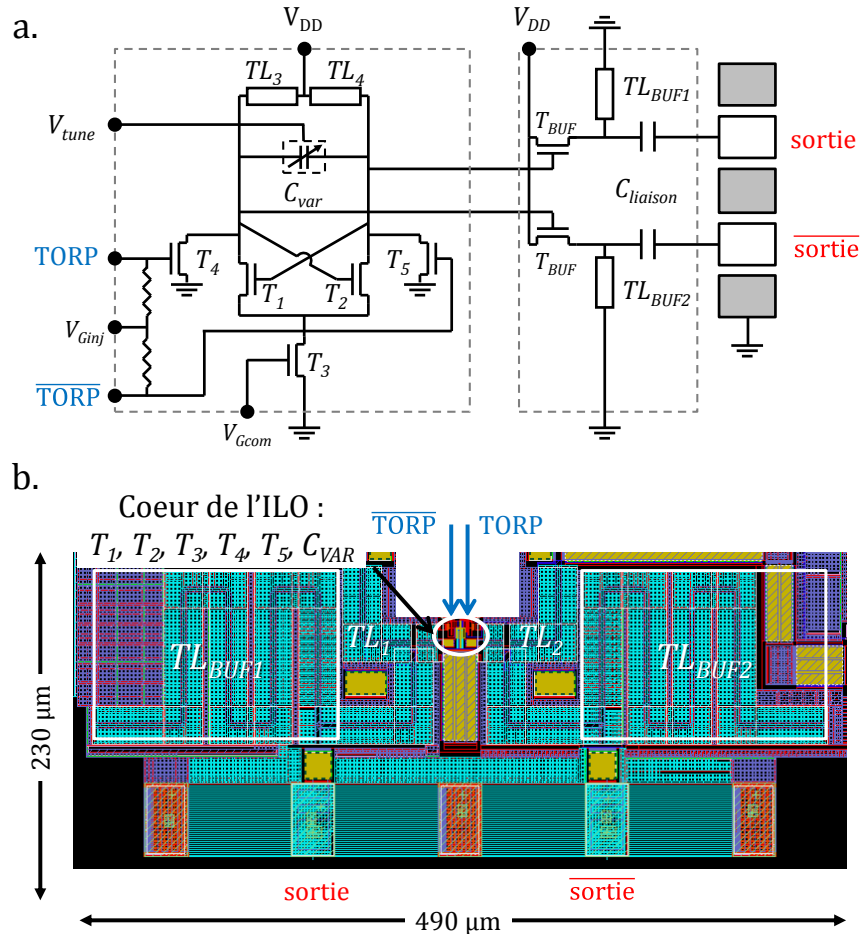 a.
V_DD
V_DD
TL_3
TL_4
TL_BUF1
V_tune
T_BUF
sortie
C_var
C_liaison
TORP
T_4
T_5
T_BUF
sortie
T_1
T_2
TL_BUF2
V_Ginj
T_3
TORP
V_Gcom
b.
Coeur de l'ILO :
T_1, T_2, T_3, T_4, T_5, C_VAR
TORP
TORP
TL_1
TL_2
TL_BUF1
TL_BUF2
230 µm
sortie
sortie
490 µm